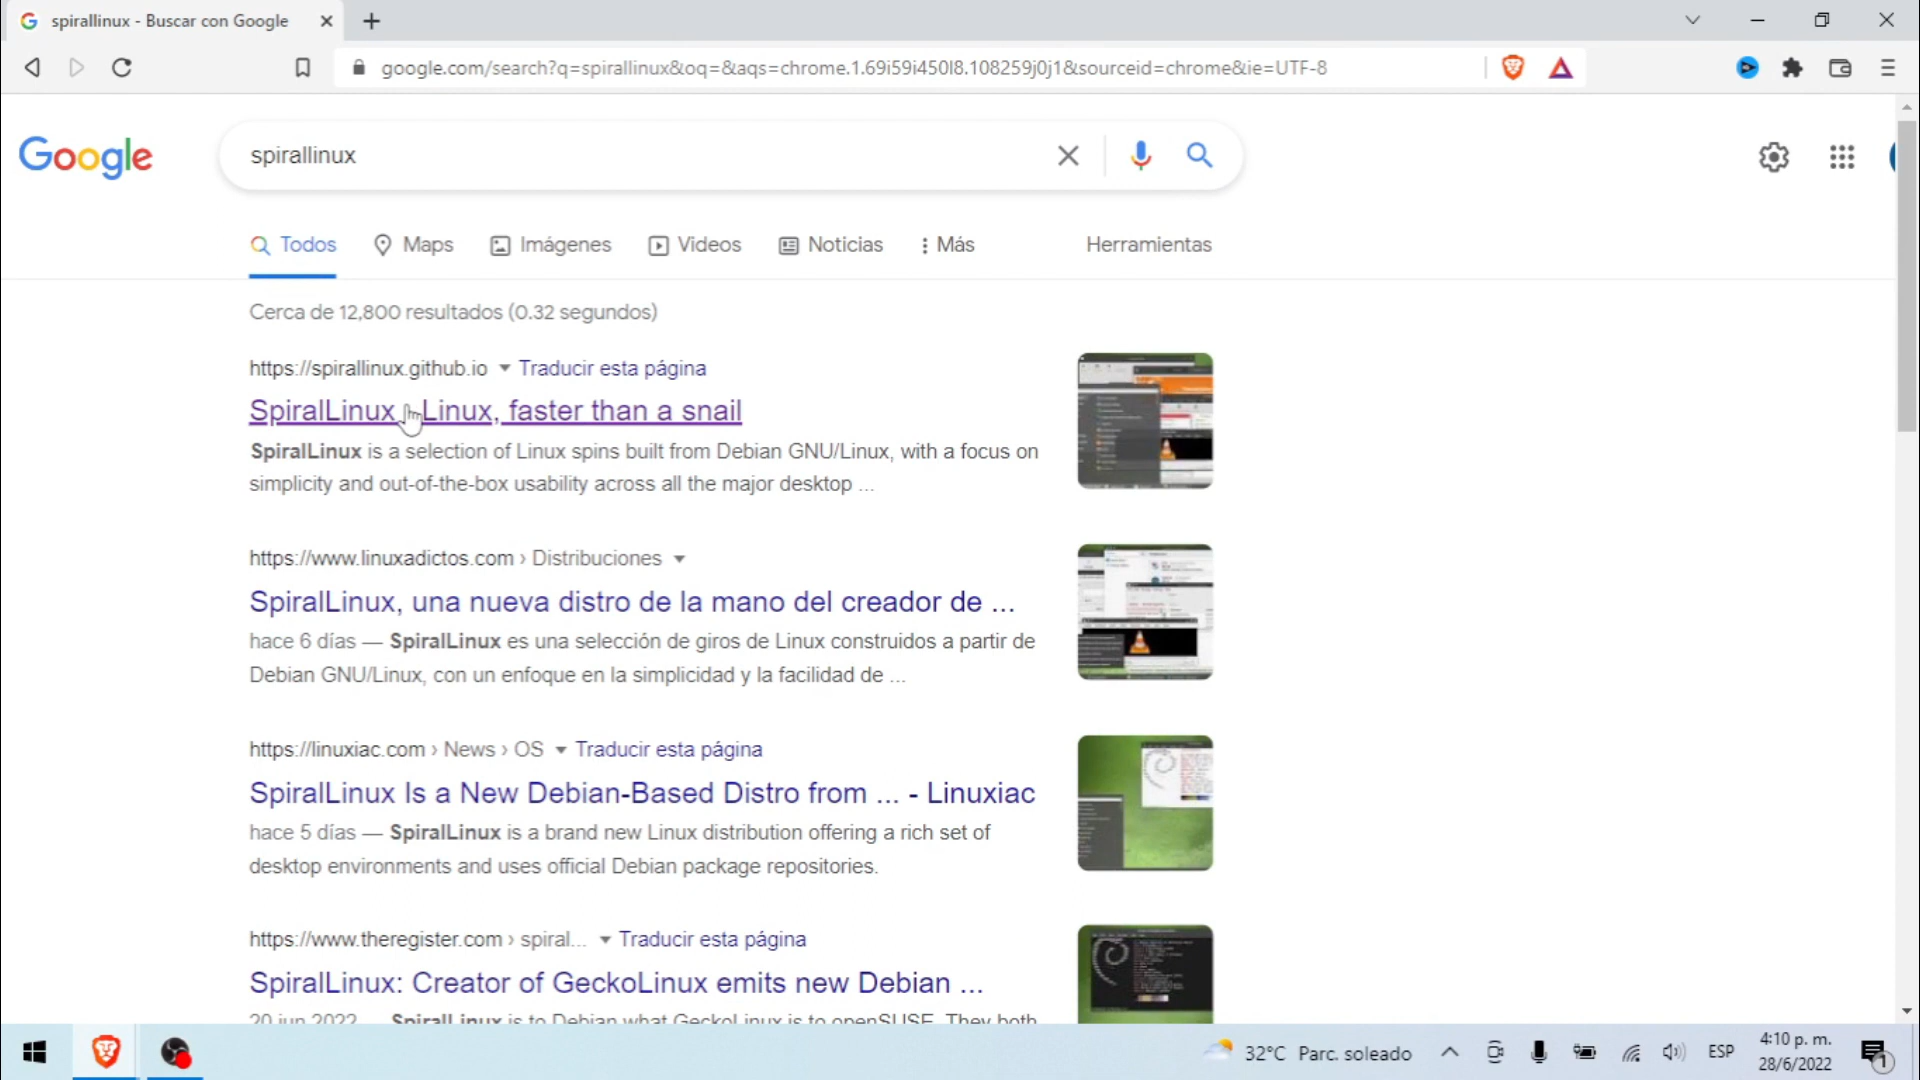 spirallinux - Buscar con Google
google.com/search?q=spirallinux&oq=&aqs=chrome.1.69i59i450l8.108259j0j1&sourceid=chrome&ie=UTF-8
Google
spirallinux
Todos
Maps
Imágenes
Videos
Noticias
Más
Herramientas
Cerca de 12,800 resultados (0.32 segundos)
https://spirallinux.github.io Traducir esta página
SpiralLinux Linux, faster than a snail
SpiralLinux is a selection of Linux spins built from Debian GNU/Linux, with a focus on
simplicity and out-of-the-box usability across all the major desktop ...
https://www.linuxadictos.com › Distribuciones
SpiralLinux, una nueva distro de la mano del creador de ...
hace 6 días — SpiralLinux es una selección de giros de Linux construidos a partir de
Debian GNU/Linux, con un enfoque en la simplicidad y la facilidad de ...
https://linuxiac.com › News › OS Traducir esta página
SpiralLinux Is a New Debian-Based Distro from ... - Linuxiac
hace 5 días — SpiralLinux is a brand new Linux distribution offering a rich set of
desktop environments and uses official Debian package repositories.
https://www.theregister.com › spiral... Traducir esta página
SpiralLinux: Creator of GeckoLinux emits new Debian ...
20 jun 2022 — SpiralLinux is to Debian what GeckoLinux is to openSUSE. They both
32°C Parc. soleado
ESP
4:10 p. m.
28/6/2022
1